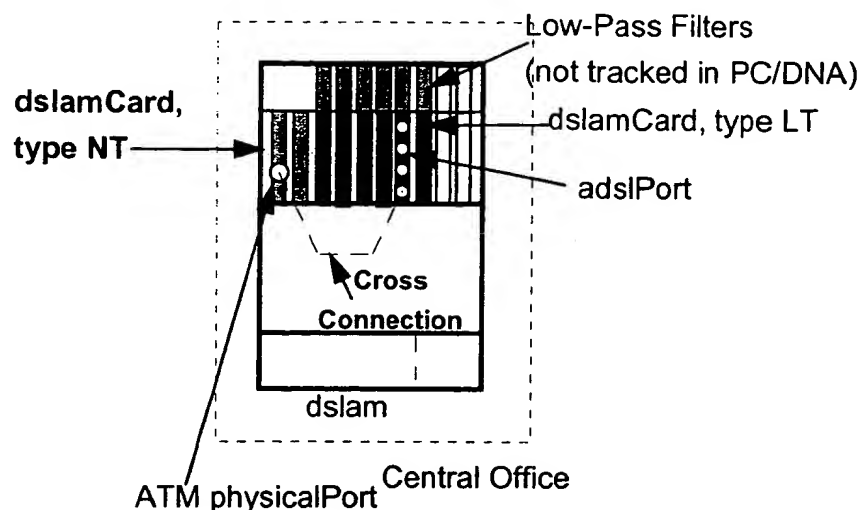 Low-Pass Filters
(not tracked in PC/DNA)
dslamCard,
type NT
dslamCard, type LT
adslPort
Cross
Connection
dslam
Central Office
ATM physicalPort